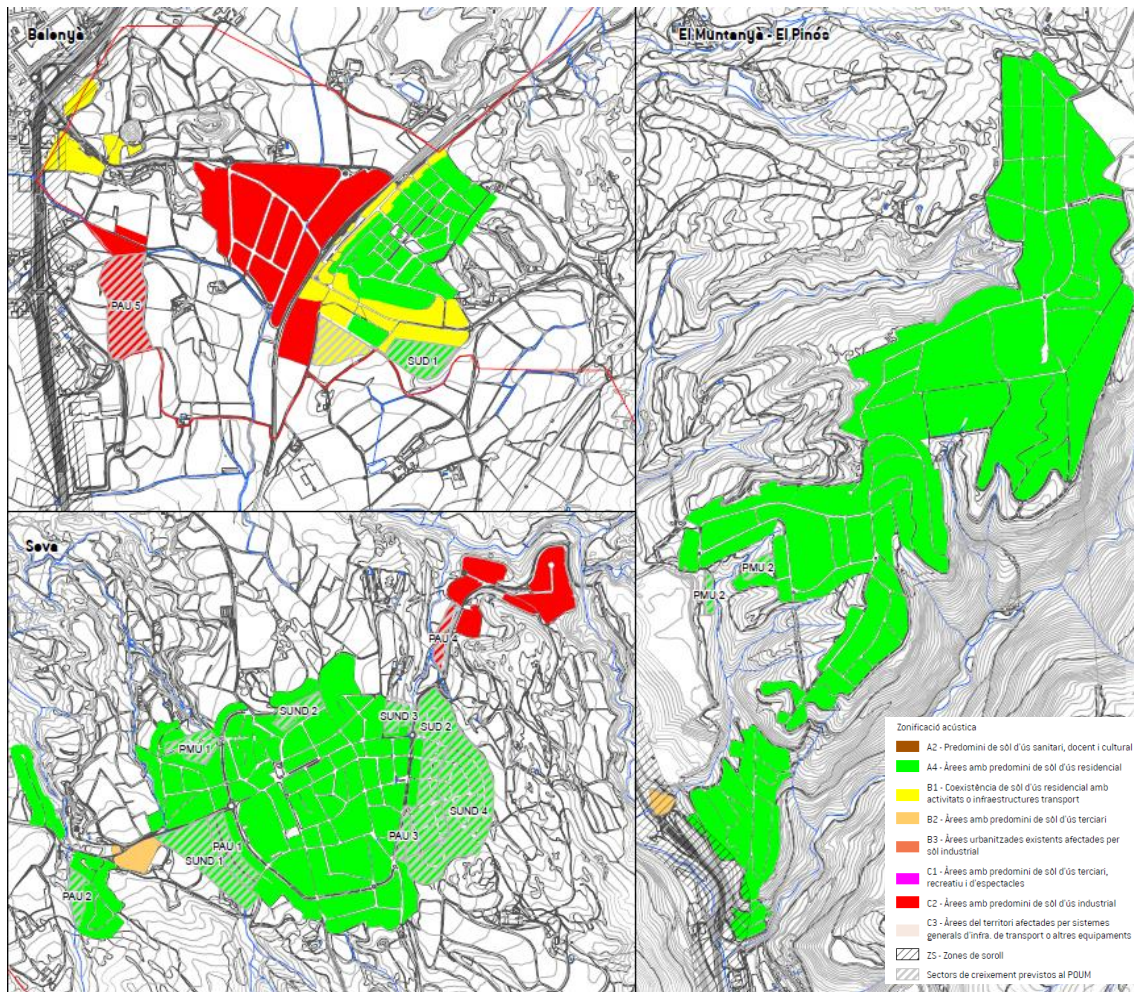 Balenyà
PAU 5
SUD 1
El Muntanyà - El Pinós
PMU 2
PMU 2
Seva
PAU 4
SUND 2
SUND 3
SUD 2
PMU 1
SUND 4
PAU 1
PAU 3
SUND 1
PAU 2
Zonificació acústica
A2 - Predomini de sòl d'ús sanitari, docent i cultural
A4 - Àrees amb predomini de sòl d'ús residencial
B1 - Coexistència de sòl d'ús residencial amb
activitats o infraestructures transport
B2 - Àrees amb predomini de sòl d'ús terciari
B3 - Àrees urbanitzades existents afectades per
sòl industrial
C1 - Àrees amb predomini de sòl d'ús terciari,
recreatiu i d'espectacles
C2 - Àrees amb predomini de sòl d'ús industrial
C3 - Àrees del territori afectades per sistemes
generals d'infra. de transport o altres equipaments
ZS - Zones de soroll
Sectors de creixement previstos al POUM